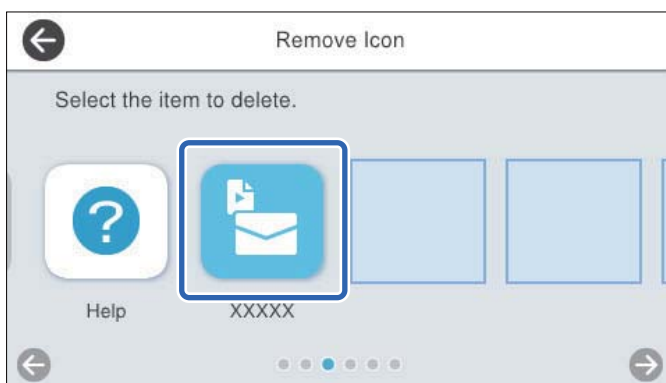 Remove Icon
Select the item to delete.
?
Help
XXXXX